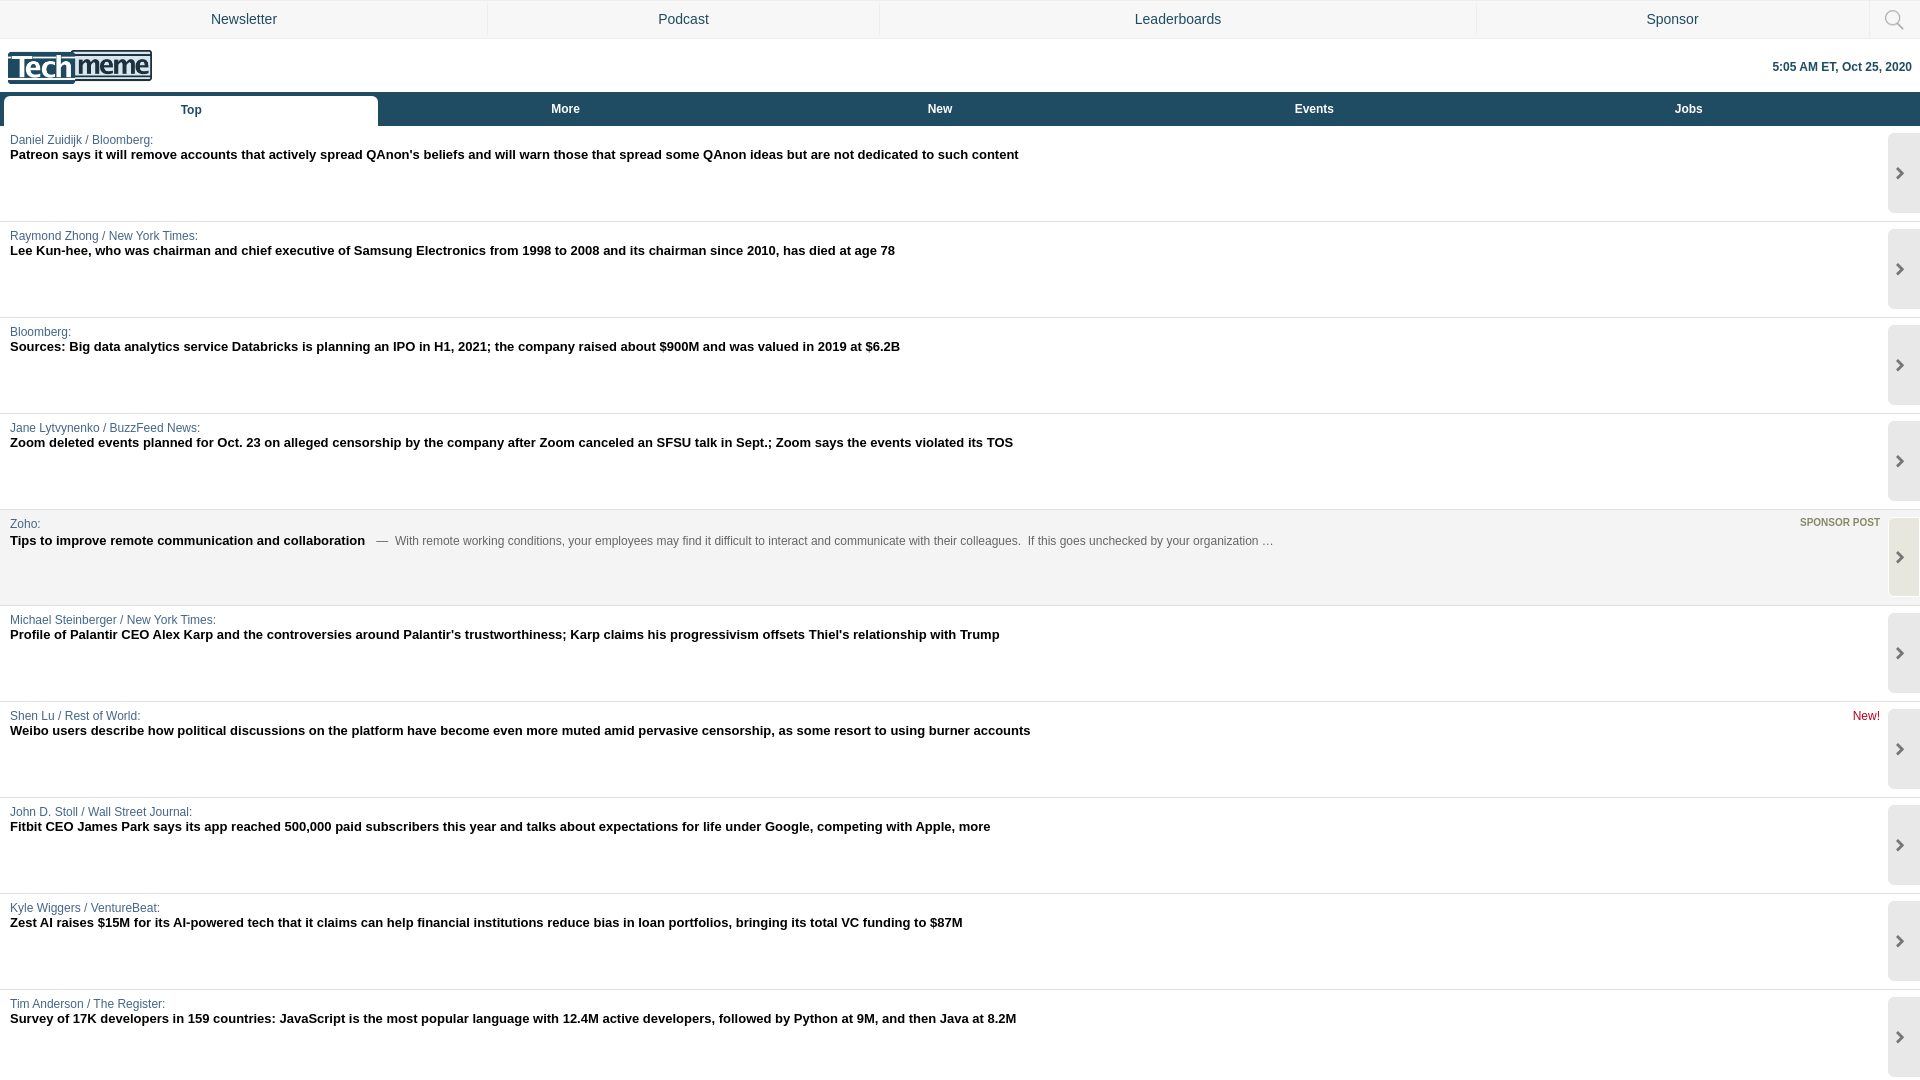 Newsletter
Podcast
Leaderboards
Sponsor
Techmeme
5:05 AM ET, Oct 25, 2020
Top
More
New
Events
Jobs
Daniel Zuidijk / Bloomberg:
Patreon says it will remove accounts that actively spread QAnon's beliefs and will warn those that spread some QAnon ideas but are not dedicated to such content
Raymond Zhong / New York Times:
Lee Kun-hee, who was chairman and chief executive of Samsung Electronics from 1998 to 2008 and its chairman since 2010, has died at age 78
Bloomberg:
Sources: Big data analytics service Databricks is planning an IPO in H1, 2021; the company raised about $900M and was valued in 2019 at $6.2B
Jane Lytvynenko / BuzzFeed News:
Zoom deleted events planned for Oct. 23 on alleged censorship by the company after Zoom canceled an SFSU talk in Sept.; Zoom says the events violated its TOS
Zoho:
SPONSOR POST
Tips to improve remote communication and collaboration — With remote working conditions, your employees may find it difficult to interact and communicate with their colleagues. If this goes unchecked by your organization …
Michael Steinberger / New York Times:
Profile of Palantir CEO Alex Karp and the controversies around Palantir's trustworthiness; Karp claims his progressivism offsets Thiel's relationship with Trump
Shen Lu / Rest of World:
New!
Weibo users describe how political discussions on the platform have become even more muted amid pervasive censorship, as some resort to using burner accounts
John D. Stoll / Wall Street Journal:
Fitbit CEO James Park says its app reached 500,000 paid subscribers this year and talks about expectations for life under Google, competing with Apple, more
Kyle Wiggers / VentureBeat:
Zest AI raises $15M for its AI-powered tech that it claims can help financial institutions reduce bias in loan portfolios, bringing its total VC funding to $87M
Tim Anderson / The Register:
Survey of 17K developers in 159 countries: JavaScript is the most popular language with 12.4M active developers, followed by Python at 9M, and then Java at 8.2M